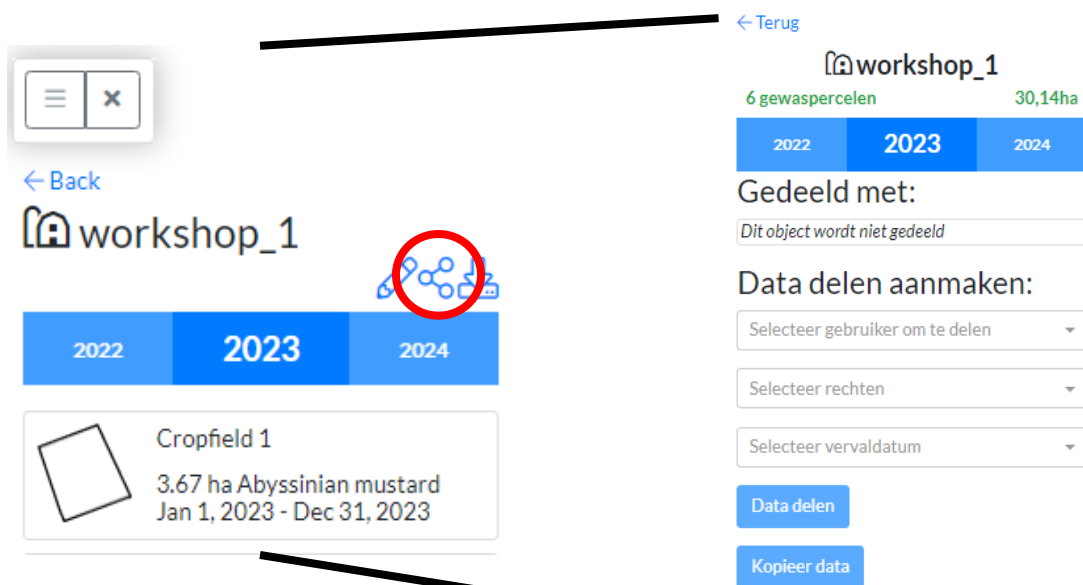 ← Back
workshop_1
2022 2023 2024
Cropfield 1
3.67 ha Abyssinian mustard
Jan 1, 2023 - Dec 31, 2023
← Terug
workshop_1
6 gewaspercelen 30,14ha
2022 2023 2024
Gedeeld met:
Dit object wordt niet gedeeld
Data delen aanmaken:
Selecteer gebruiker om te delen
Selecteer rechten
Selecteer vervaldatum
Data delen
Kopieer data